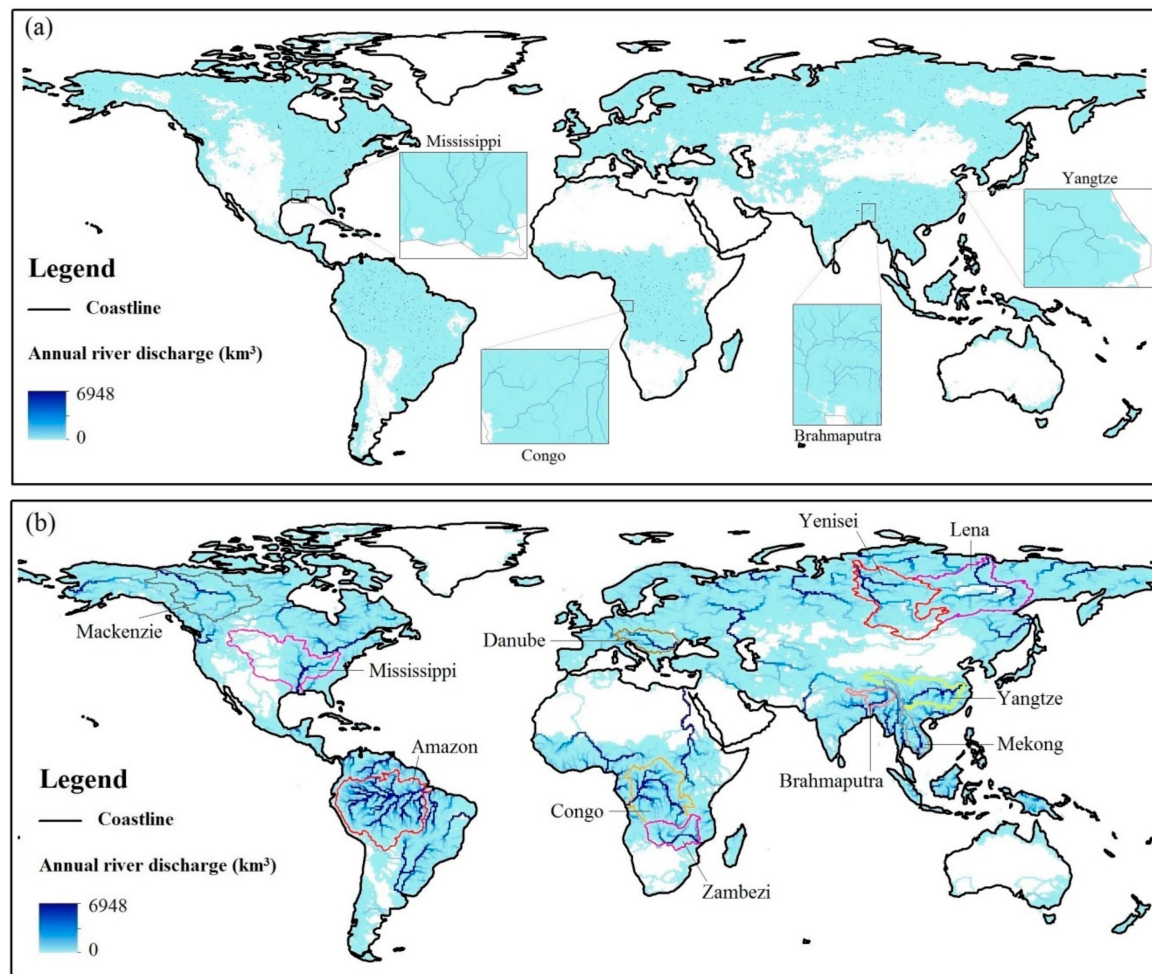 (a)
Mississippi
Yangtze
Legend
Coastline
Annual river discharge (km³)
6948
0
Congo
Brahmaputra
(b)
Yenisei
Lena
Mackenzie
Danube
Mississippi
Yangtze
Amazon
Mekong
Brahmaputra
Legend
Coastline
Congo
Annual river discharge (km³)
Zambezi
6948
0